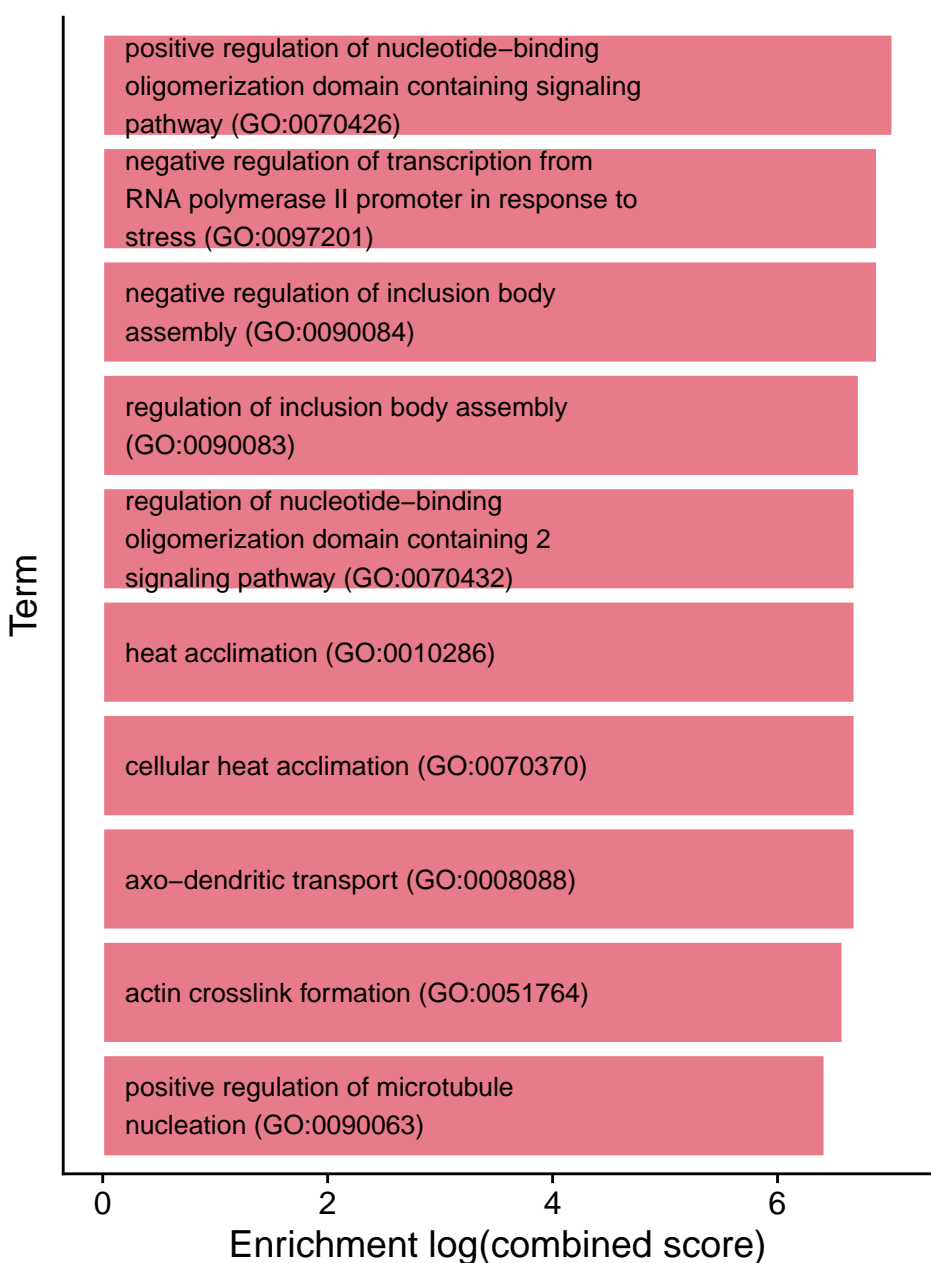 positive regulation of nucleotide−binding
oligomerization domain containing signaling
pathway (GO:0070426)
negative regulation of transcription from
RNA polymerase II promoter in response to
stress (GO:0097201)
negative regulation of inclusion body
assembly (GO:0090084)
regulation of inclusion body assembly
(GO:0090083)
regulation of nucleotide−binding
oligomerization domain containing 2
signaling pathway (GO:0070432)
heat acclimation (GO:0010286)
cellular heat acclimation (GO:0070370)
axo−dendritic transport (GO:0008088)
actin crosslink formation (GO:0051764)
positive regulation of microtubule
nucleation (GO:0090063)
Term
0 2 4 6
Enrichment log(combined score)